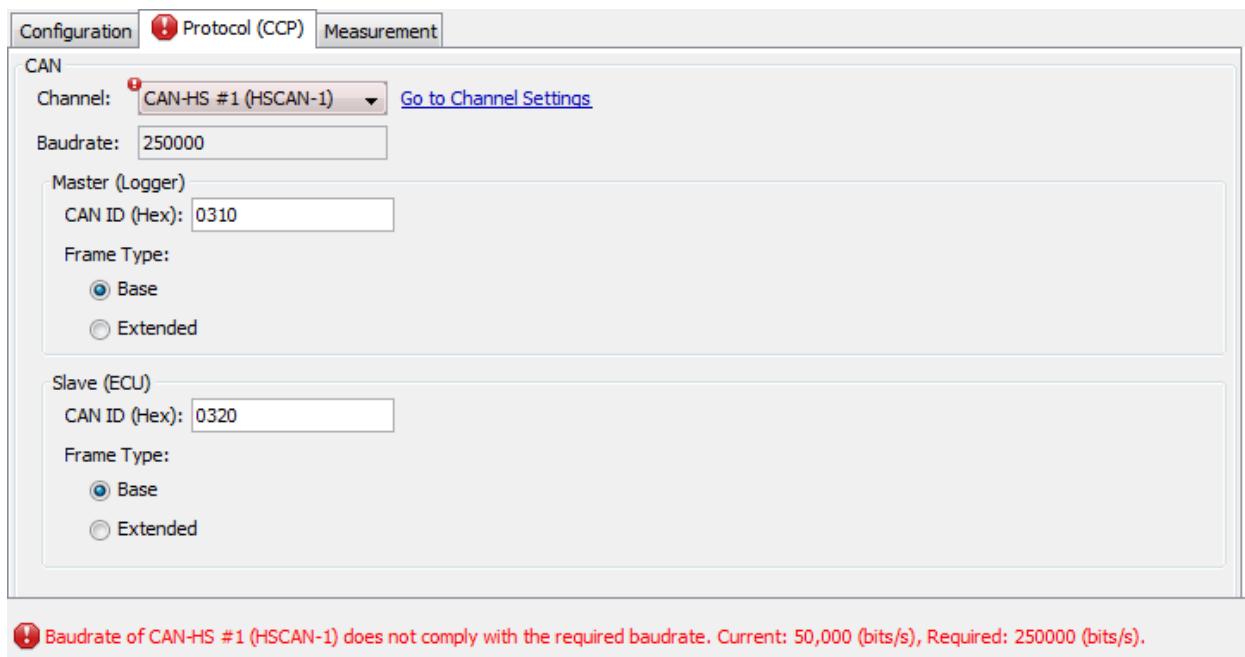 Configuration Protocol (CCP) Measurement
CAN
Channel: CAN-HS #1 (HSCAN-1) Go to Channel Settings
Baudrate: 250000
Master (Logger)
CAN ID (Hex): 0310
Frame Type:
Base
Extended
Slave (ECU)
CAN ID (Hex): 0320
Frame Type:
Base
Extended
Baudrate of CAN-HS #1 (HSCAN-1) does not comply with the required baudrate. Current: 50,000 (bits/s), Required: 250000 (bits/s).